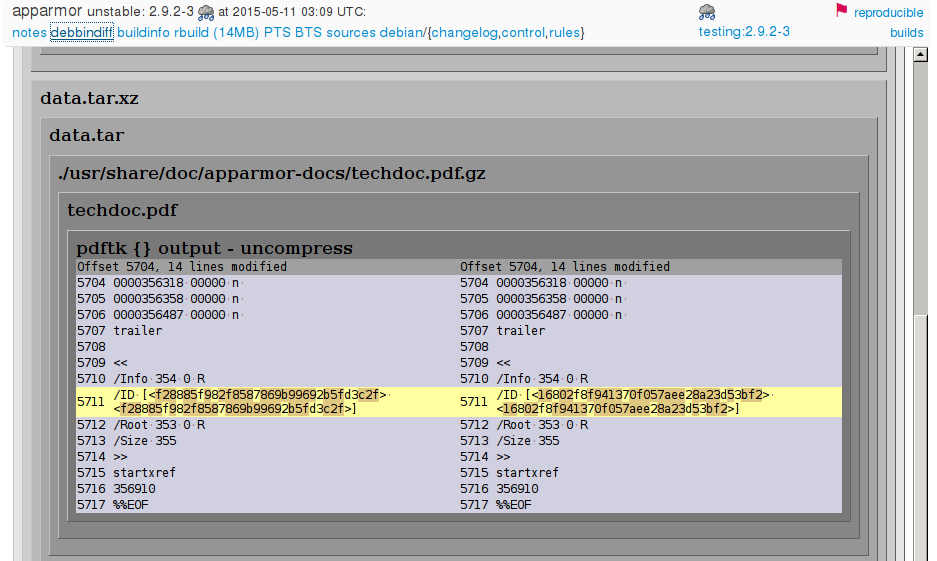 apparmor unstable: 2.9.2-3 at 2015-05-11 03:09 UTC: reproducible
notes debbindiff buildinfo rbuild (14MB) PTS BTS sources debian/{changelog,control,rules} testing:2.9.2-3 builds
data.tar.xz
data.tar
./usr/share/doc/apparmor-docs/techdoc.pdf.gz
techdoc.pdf
pdftk {} output - uncompress
Offset 5704, 14 lines modified Offset 5704, 14 lines modified
5704 0000356318·00000·n· 5704 0000356318·00000·n·
5705 0000356358·00000·n· 5705 0000356358·00000·n·
5706 0000356487·00000·n· 5706 0000356487·00000·n·
5707 trailer 5707 trailer
5708 5708
5709 << 5709 <<
5710 /Info·354·0·R 5710 /Info·354·0·R
5711 /ID·[<f28885f982f8587869b99692b5fd3c2f>· 5711 /ID·[<16802f8f941370f057aee28a23d53bf2>·
<f28885f982f8587869b99692b5fd3c2f>] <16802f8f941370f057aee28a23d53bf2>]
5712 /Root·353·0·R 5712 /Root·353·0·R
5713 /Size·355 5713 /Size·355
5714 >> 5714 >>
5715 startxref 5715 startxref
5716 356910 5716 356910
5717 %%EOF 5717 %%EOF